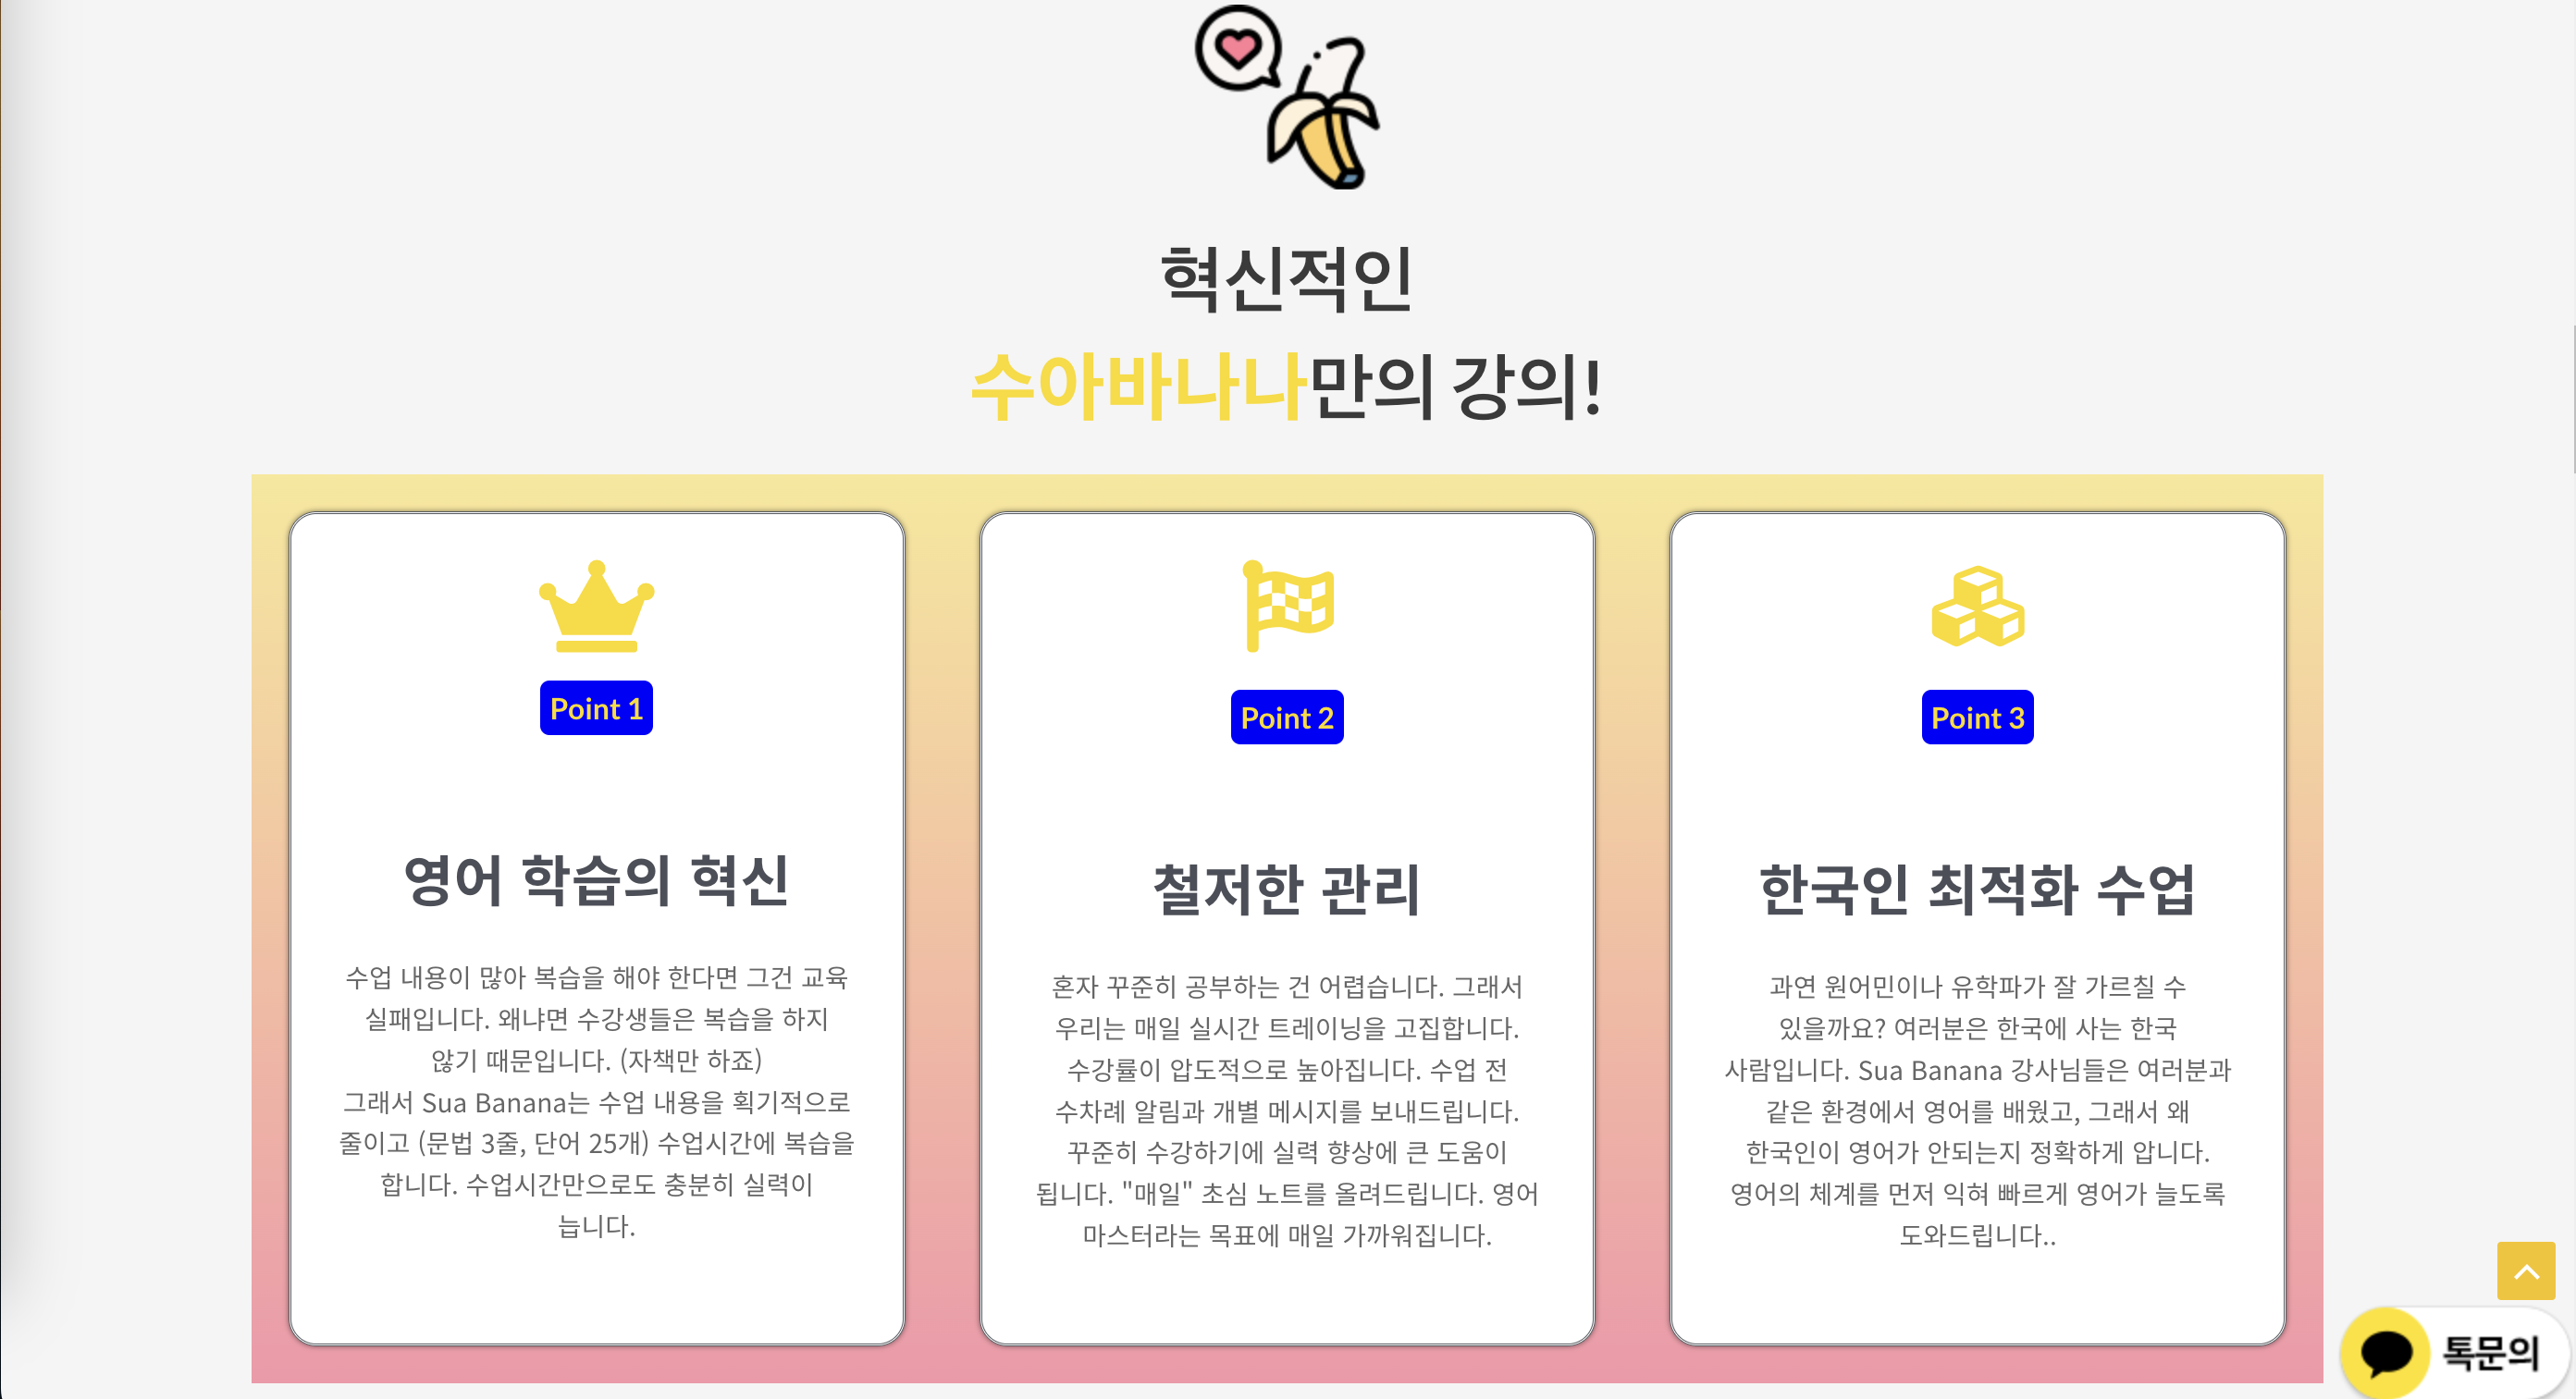 혁신적인
수아바나나만의 강의!
Point 1
영어 학습의 혁신
수업 내용이 많아 복습을 해야 한다면 그건 교육
실패입니다. 왜냐면 수강생들은 복습을 하지
않기 때문입니다. (자책만 하죠)
그래서 Sua Banana는 수업 내용을 획기적으로
줄이고 (문법 3줄, 단어 25개) 수업시간에 복습을
합니다. 수업시간만으로도 충분히 실력이
늡니다.
Point 2
철저한 관리
혼자 꾸준히 공부하는 건 어렵습니다. 그래서
우리는 매일 실시간 트레이닝을 고집합니다.
수강률이 압도적으로 높아집니다. 수업 전
수차례 알림과 개별 메시지를 보내드립니다.
꾸준히 수강하기에 실력 향상에 큰 도움이
됩니다. "매일" 초심 노트를 올려드립니다. 영어
마스터라는 목표에 매일 가까워집니다.
Point 3
한국인 최적화 수업
과연 원어민이나 유학파가 잘 가르칠 수
있을까요? 여러분은 한국에 사는 한국
사람입니다. Sua Banana 강사님들은 여러분과
같은 환경에서 영어를 배웠고, 그래서 왜
한국인이 영어가 안되는지 정확하게 압니다.
영어의 체계를 먼저 익혀 빠르게 영어가 늘도록
도와드립니다..
톡문의